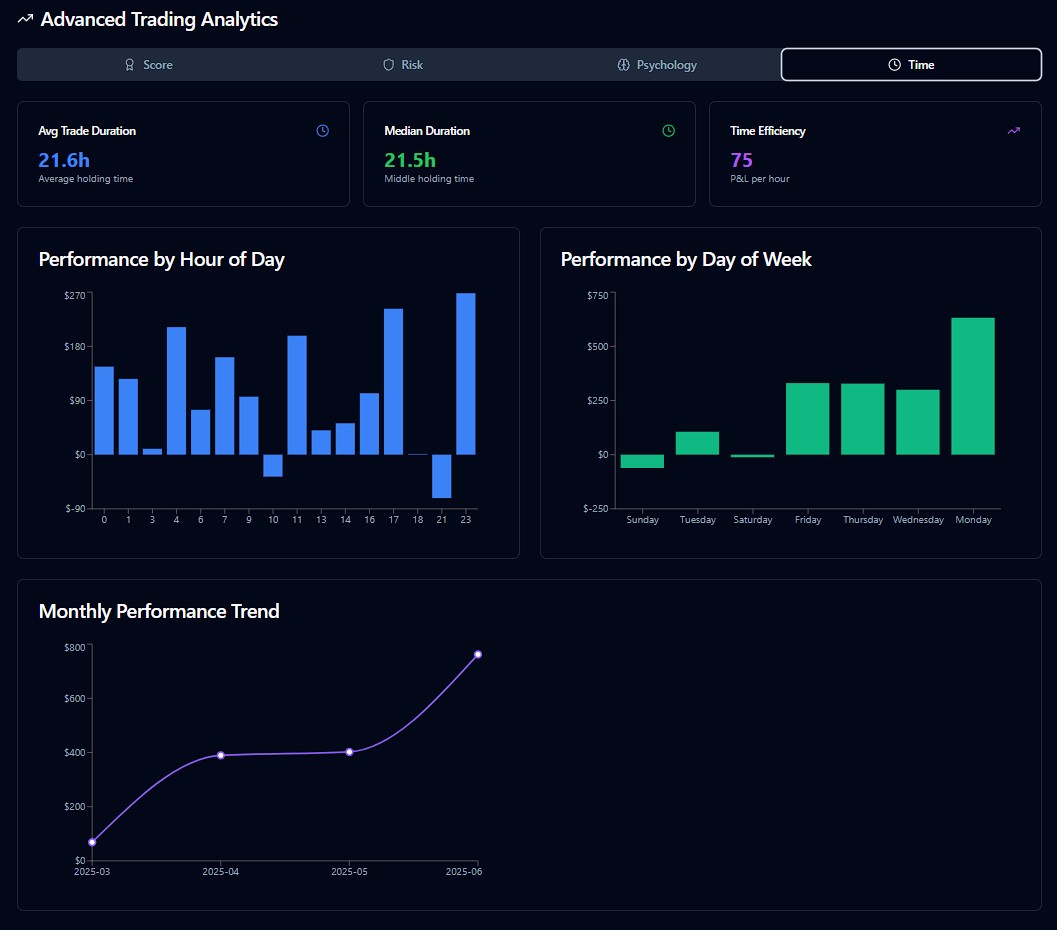 Advanced Trading Analytics
Score
Risk
Psychology
Time
Avg Trade Duration
21.6h
Average holding time
Median Duration
21.5h
Middle holding time
Time Efficiency
75
P&L per hour
Performance by Hour of Day
$270
$180
$90
$0
$-90
0 1 3 4 6 7 9 10 11 13 14 16 17 18 21 23
Performance by Day of Week
$750
$500
$250
$0
$-250
Sunday Tuesday Saturday Friday Thursday Wednesday Monday
Monthly Performance Trend
$800
$600
$400
$200
$0
2025-03 2025-04 2025-05 2025-06